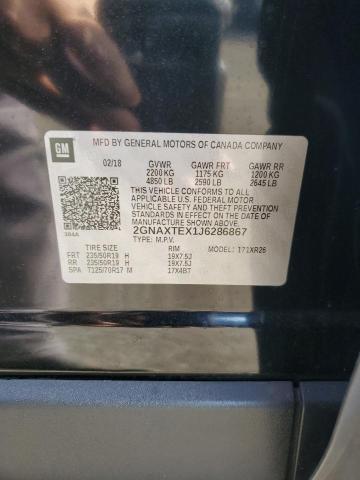 GM
MFD BY GENERAL MOTORS OF CANADA COMPANY
02/18 GVWR GAWR FRT GAWR RR
2200 KG 1175 KG 1200 KG
4850 LB 2590 LB 2645 LB
THIS VEHICLE CONFORMS TO ALL
APPLICABLE U.S. FEDERAL MOTOR
VEHICLE SAFETY, BUMPER, AND
THEFT PREVENTION STANDARDS IN
EFFECT ON THE DATE OF
MANUFACTURE SHOWN ABOVE.
384A 2GNAXTEX1J6286867
TYPE: M.P.V. MODEL: 171XR26
TIRE SIZE RIM
FRT 235/50R19 H 19X7.5J
RR 235/50R19 H 19X7.5J
SPA T125/70R17 M 17X4BT